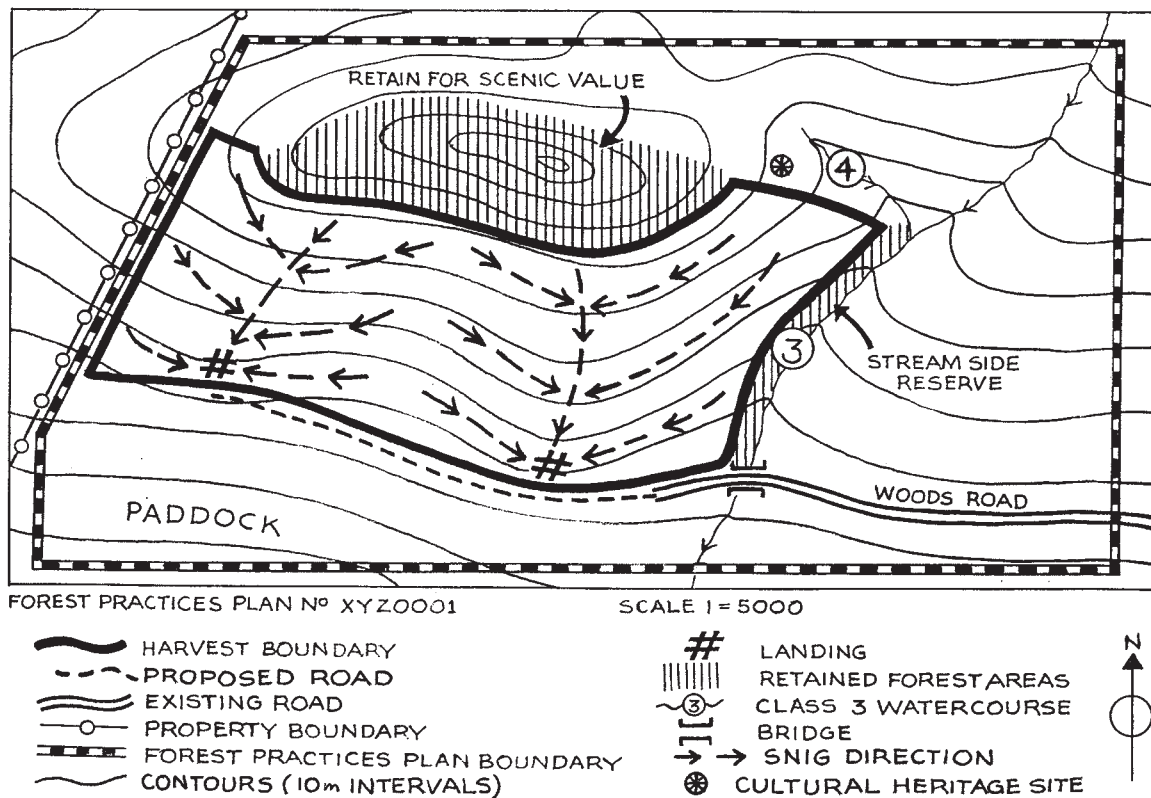 RETAIN FOR SCENIC VALUE
4
3
STREAM SIDE
RESERVE
WOODS ROAD
PADDOCK
FOREST PRACTICES PLAN Nº XYZ0001
SCALE 1 = 5000
HARVEST BOUNDARY
PROPOSED ROAD
EXISTING ROAD
PROPERTY BOUNDARY
FOREST PRACTICES PLAN BOUNDARY
CONTOURS (10m INTERVALS)
LANDING
RETAINED FOREST AREAS
3 CLASS 3 WATERCOURSE
BRIDGE
SNIG DIRECTION
CULTURAL HERITAGE SITE
N